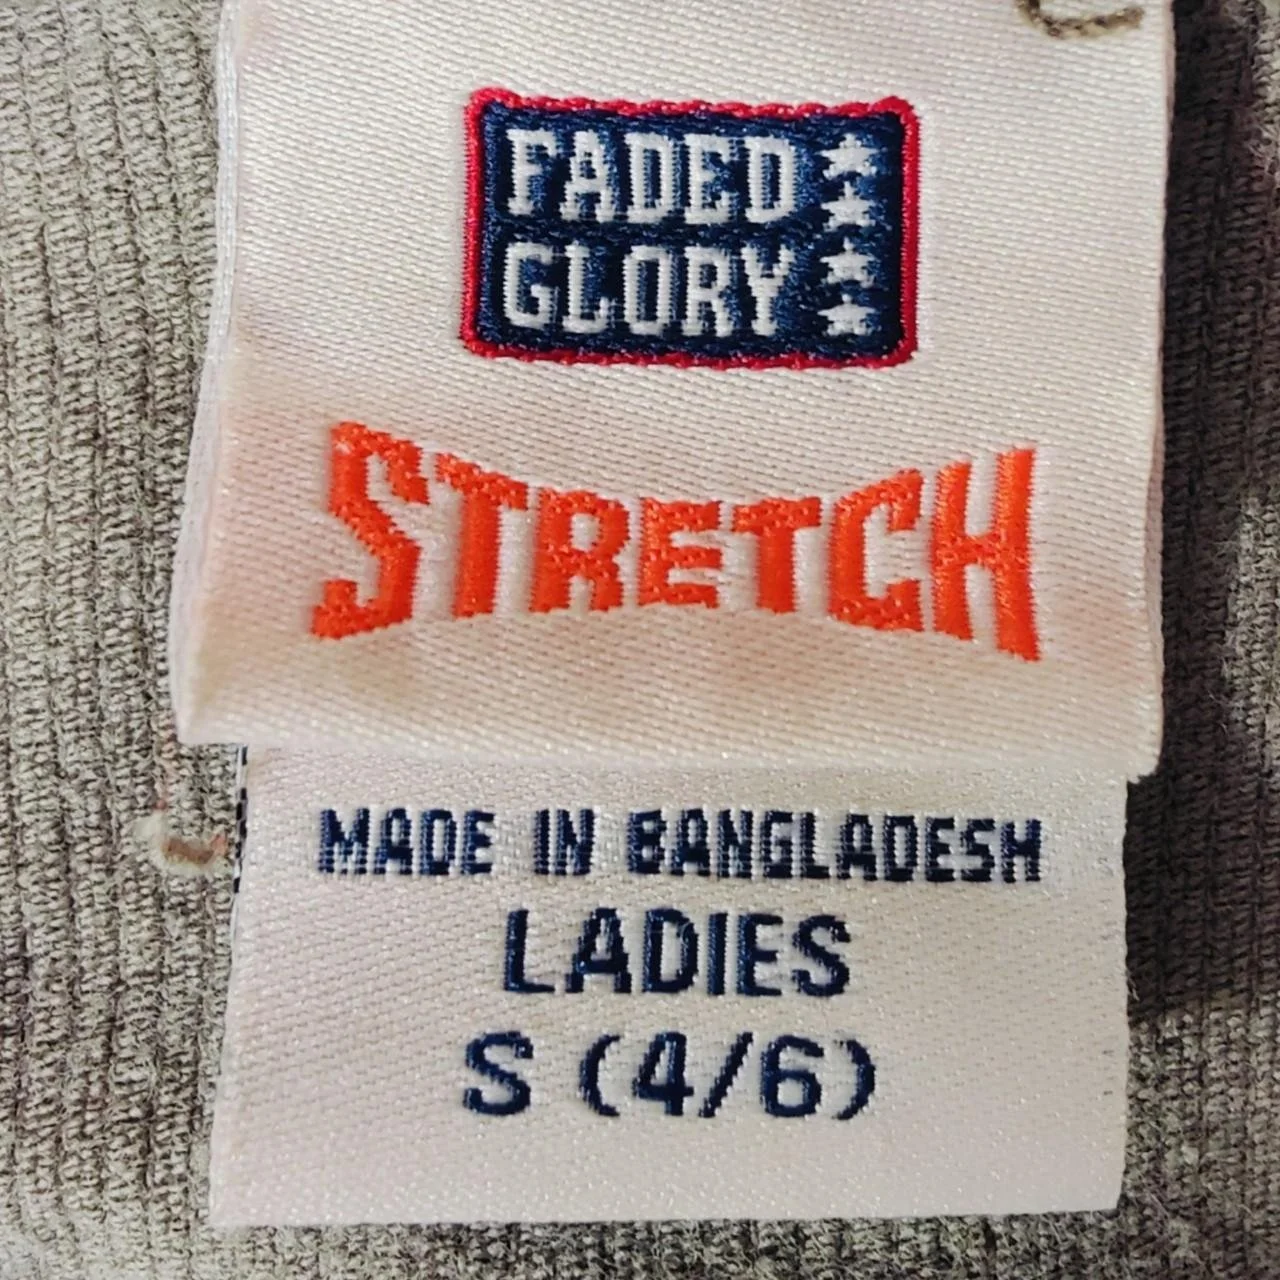 FADED
GLORY
STRETCH
MADE IN BANGLADESH
LADIES
S (4/6)